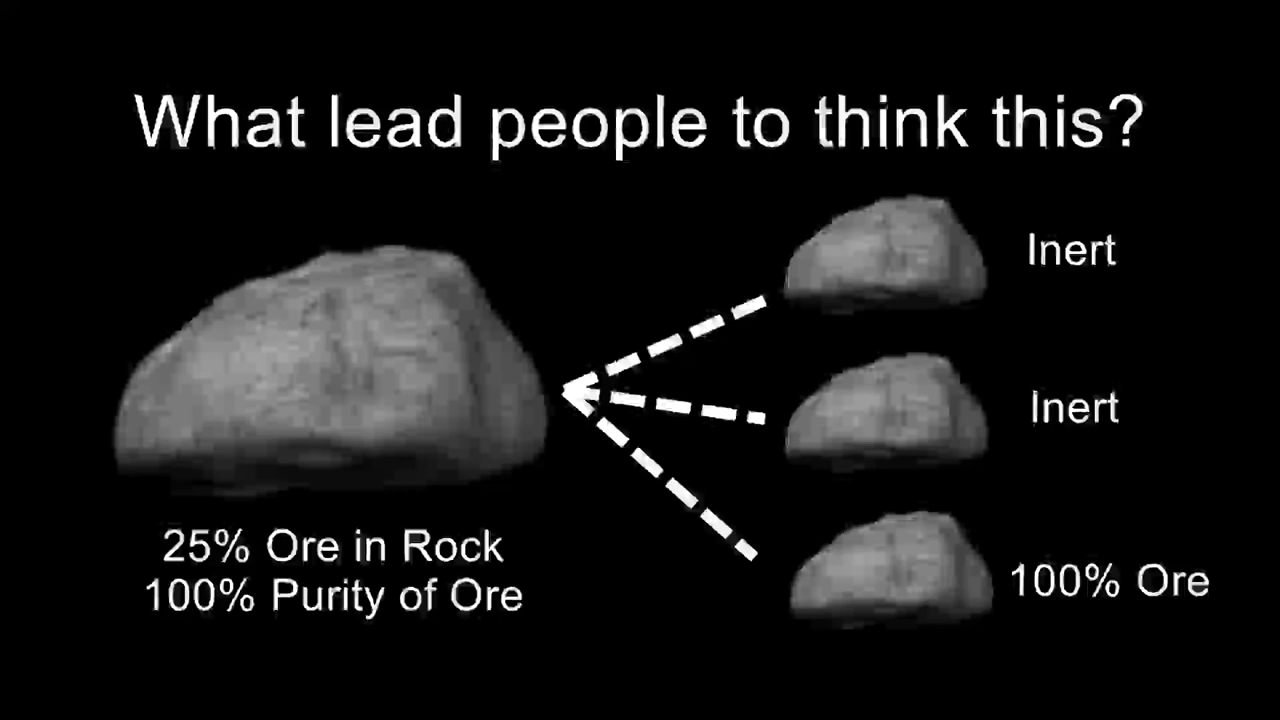 What lead people to think this?
Inert
Inert
25% Ore in Rock
100% Purity of Ore
100% Ore